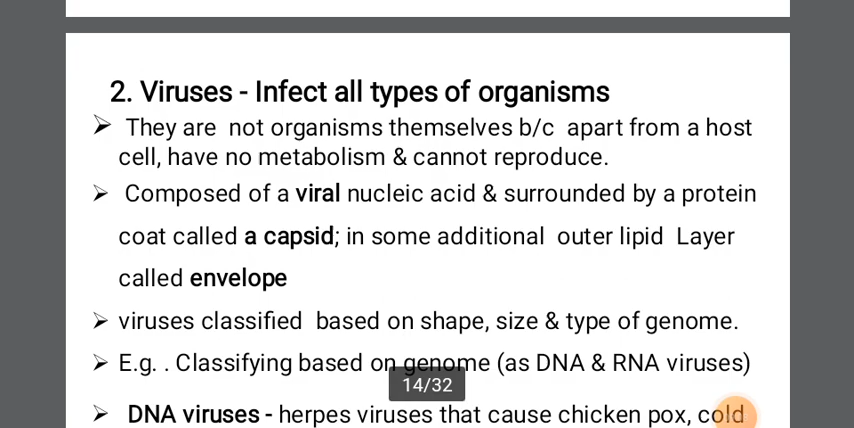 2. Viruses - Infect all types of organisms
➢ They are not organisms themselves b/c apart from a host
cell, have no metabolism & cannot reproduce.
➢ Composed of a viral nucleic acid & surrounded by a protein
coat called a capsid; in some additional outer lipid Layer
called envelope
➢ viruses classified based on shape, size & type of genome.
➢ E.g. . Classifying based on genome (as DNA & RNA viruses)
14/32
➢ DNA viruses - herpes viruses that cause chicken pox, cold